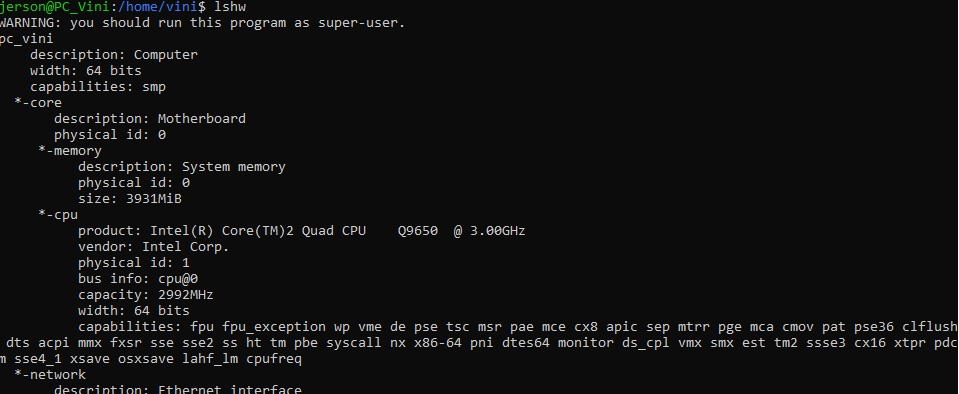 jerson@PC_Vini:/home/vini$ lshw
WARNING: you should run this program as super-user.
pc_vini
description: Computer
width: 64 bits
capabilities: smp
*-core
description: Motherboard
physical id: 0
*-memory
description: System memory
physical id: 0
size: 3931MiB
*-cpu
product: Intel(R) Core(TM)2 Quad CPU    Q9650  @ 3.00GHz
vendor: Intel Corp.
physical id: 1
bus info: cpu@0
capacity: 2992MHz
width: 64 bits
capabilities: fpu fpu_exception wp vme de pse tsc msr pae mce cx8 apic sep mtrr pge mca cmov pat pse36 clflush
dts acpi mmx fxsr sse sse2 ss ht tm pbe syscall nx x86-64 pni dtes64 monitor ds_cpl vmx smx est tm2 ssse3 cx16 xtpr pdc
m sse4_1 xsave osxsave lahf_lm cpufreq
*-network
description: Ethernet interface